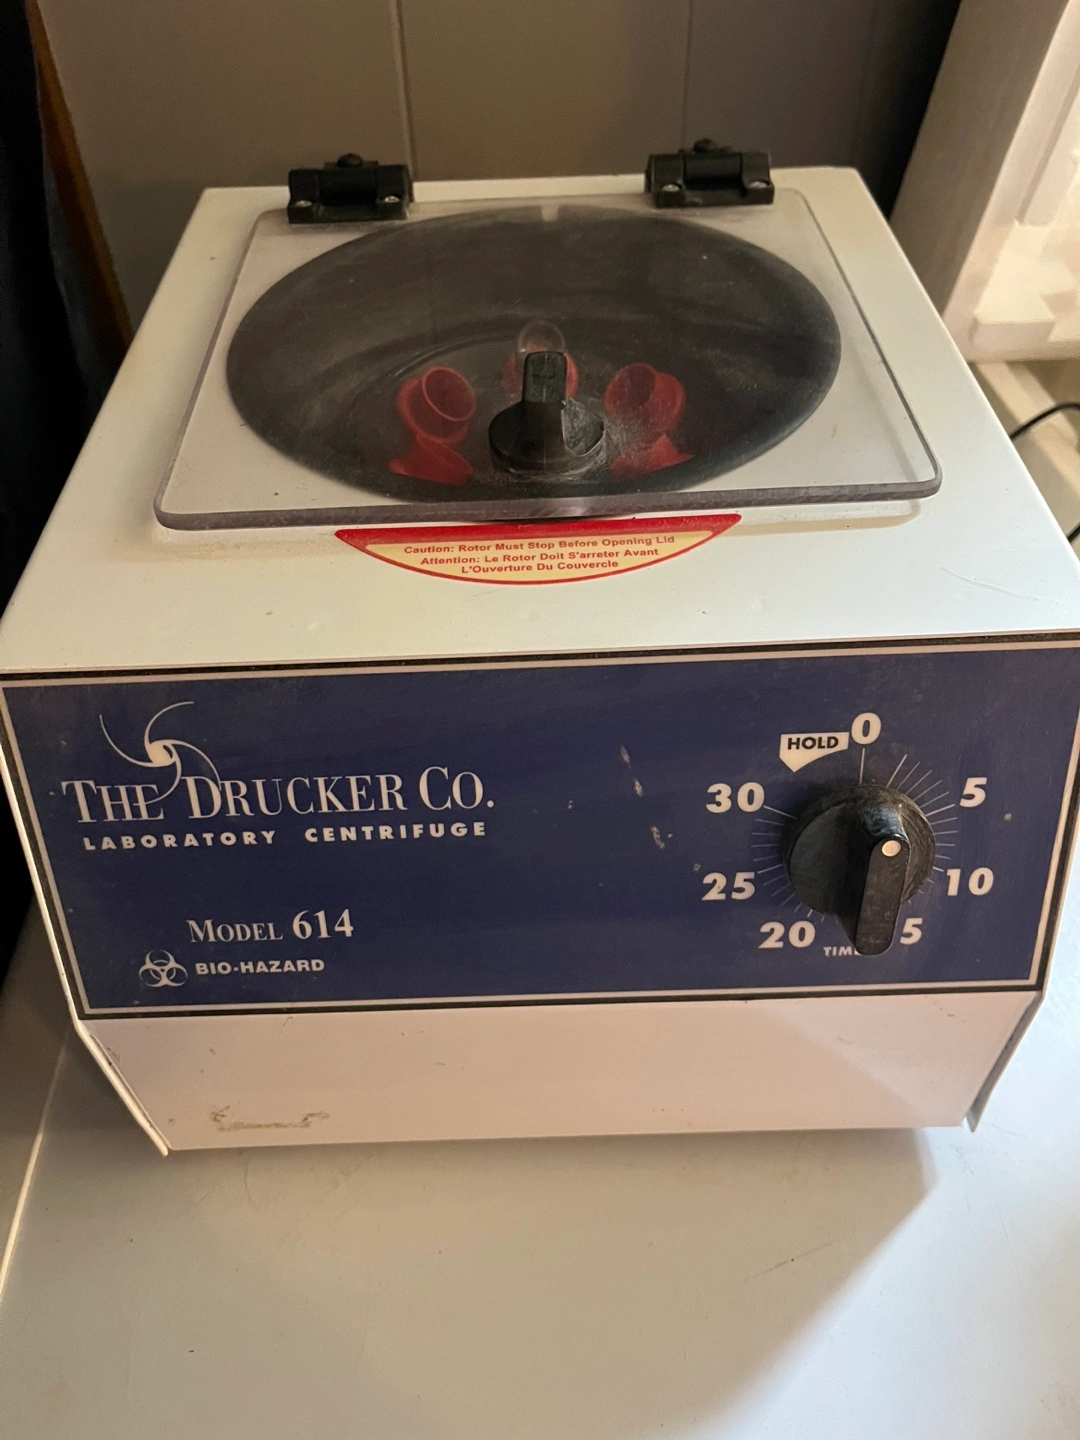 Caution: Rotor Must Stop Before Opening Lid
Attention: Le Rotor Doit S'arreter Avant
L'Ouverture Du Couvercle
THE DRUCKER CO.
LABORATORY CENTRIFUGE
MODEL 614
BIO-HAZARD
HOLD
0
5
10
5
20
25
30